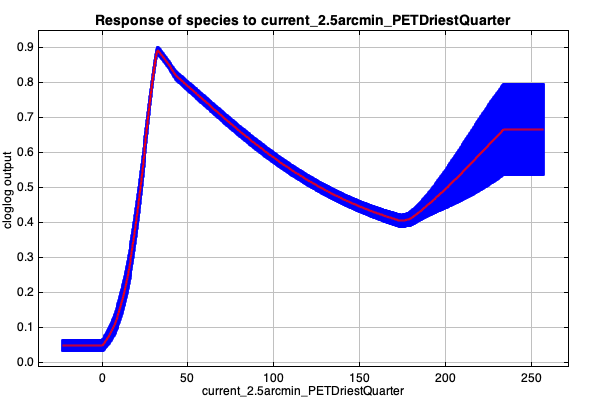 Response of species to current_2.5arcmin_PETDriestQuarter
0.9
0.8
0.7
0.6
0.5
0.4
0.3
0.2
0.1
0.0
cloglog output
0 50 100 150 200 250
current_2.5arcmin_PETDriestQuarter